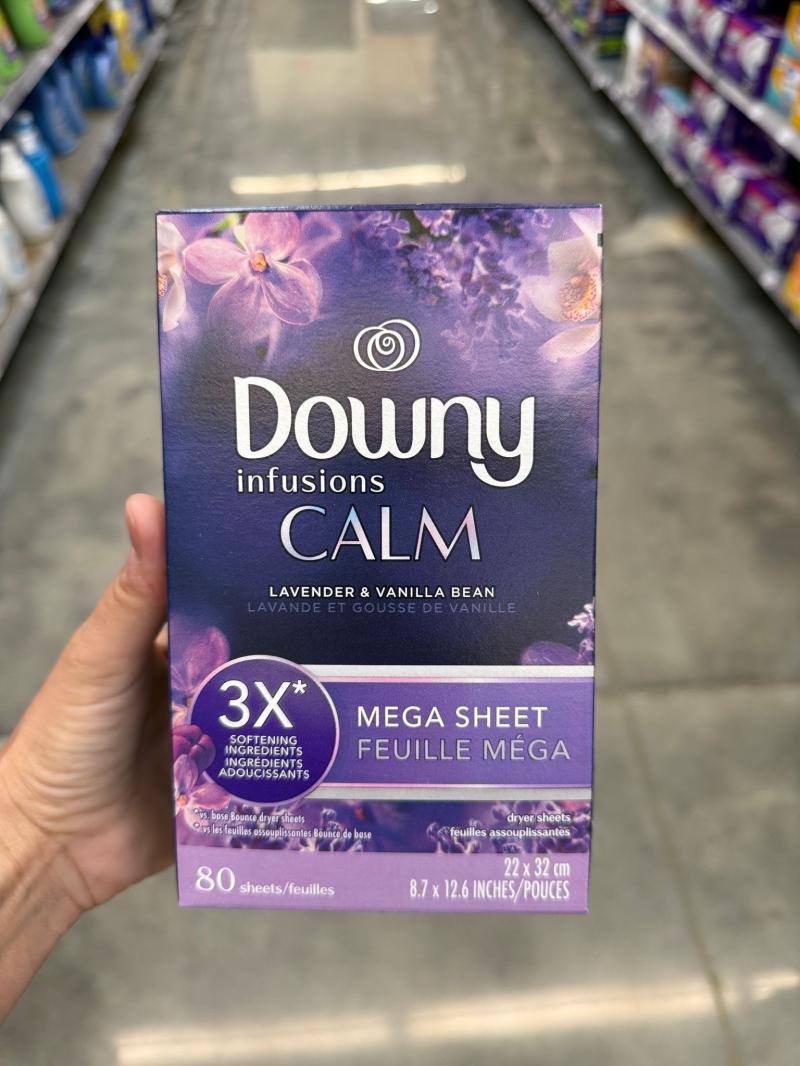 Downy
infusions
CALM
LAVENDER & VANILLA BEAN
LAVANDE ET GOUSSE DE VANILLE
3X*
SOFTENING
INGREDIENTS
INGRÉDIENTS
ADOUCISSANTS
MEGA SHEET
FEUILLE MÉGA
*vs. base Bounce dryer sheets
*vs les feuilles assouplissantes Bounce de base
dryer sheets
feuilles assouplissantes
80 sheets/feuilles
22 x 32 cm
8.7 x 12.6 INCHES/POUCES